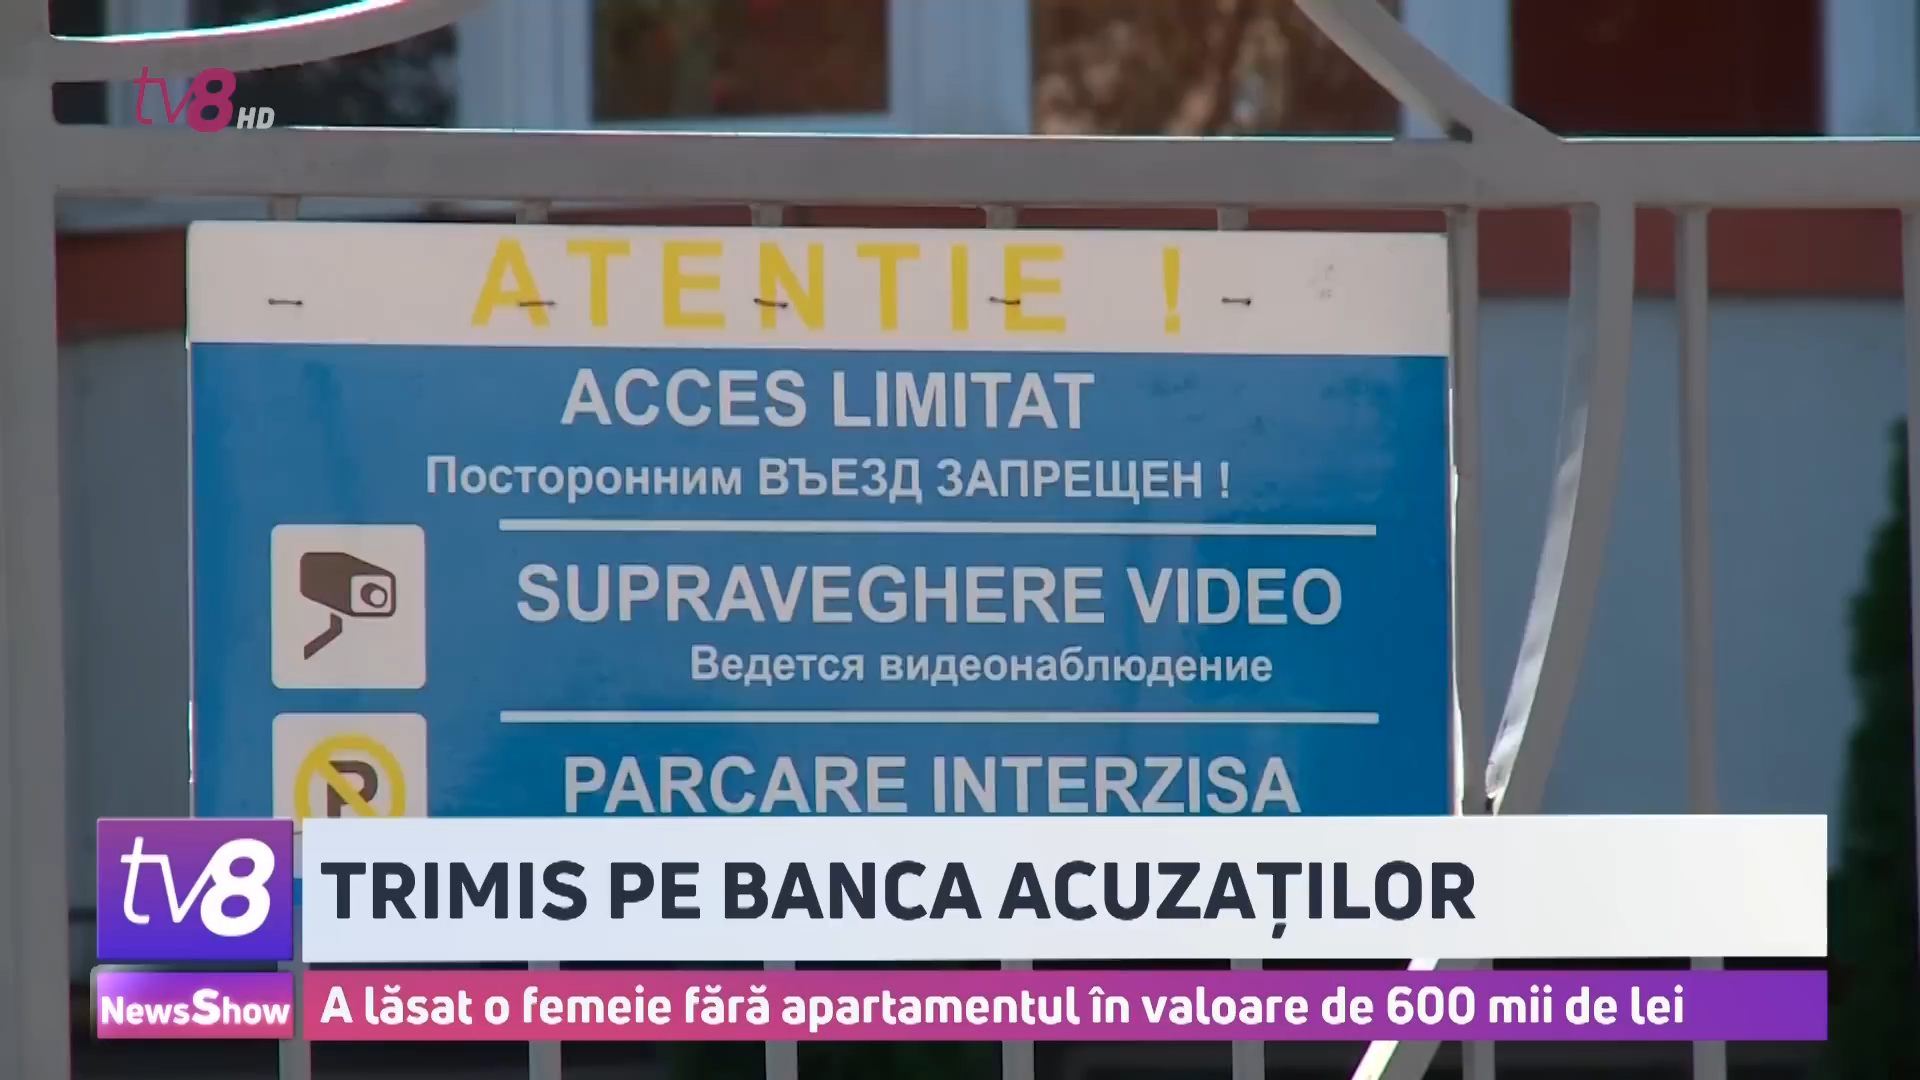 tv8 HD
ATENTIE !
ACCES LIMITAT
Посторонним ВЪЕЗД ЗАПРЕЩЕН !
SUPRAVEGHERE VIDEO
Ведется видеонаблюдение
P
PARCARE INTERZISA
tv8
TRIMIS PE BANCA ACUZAȚILOR
NewsShow
A lăsat o femeie fără apartamentul în valoare de 600 mii de lei